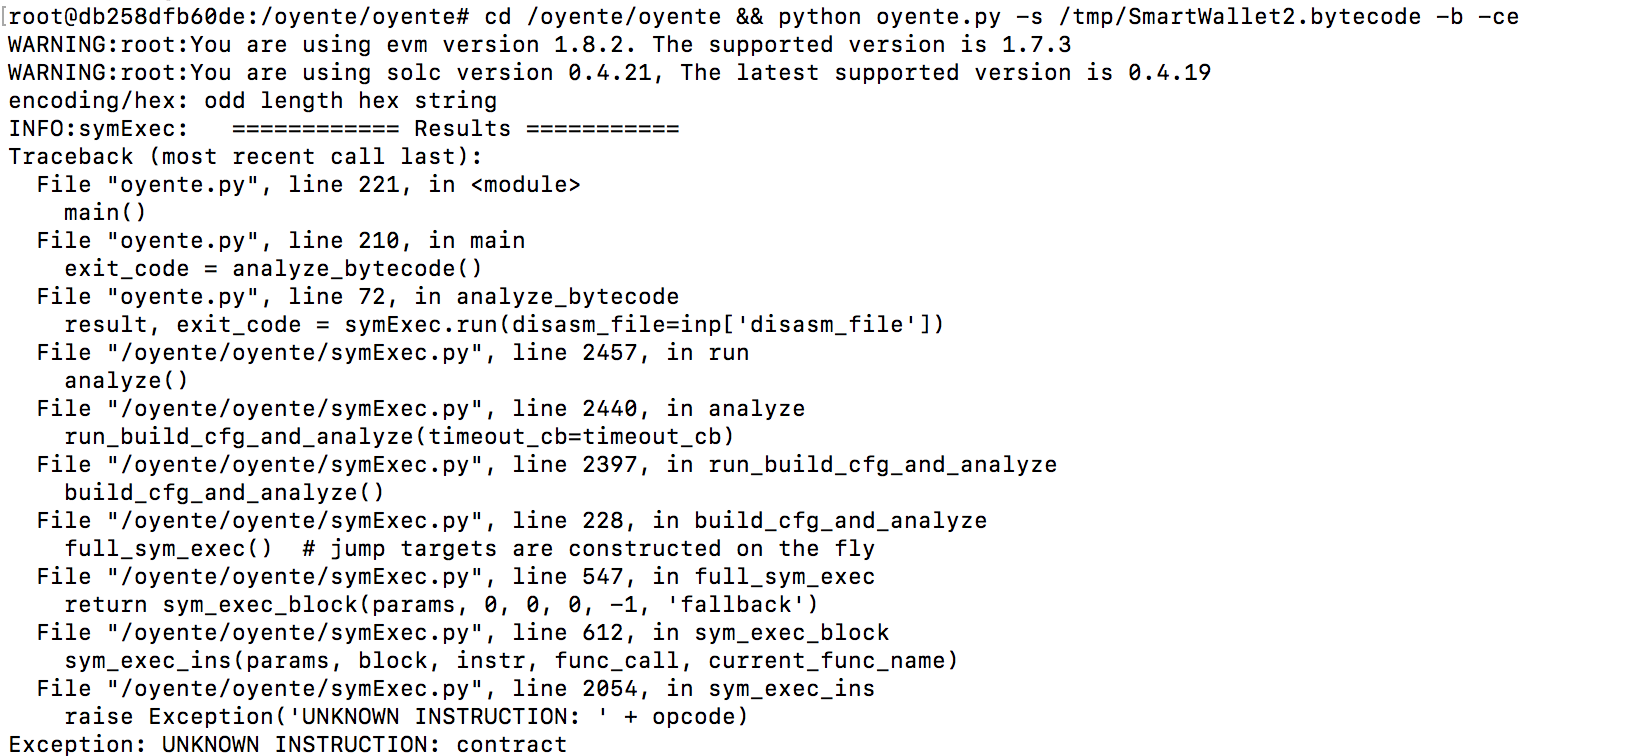 [root@db258dfb60de:/oyente/oyente# cd /oyente/oyente && python oyente.py -s /tmp/SmartWallet2.bytecode -b -ce
WARNING:root:You are using evm version 1.8.2. The supported version is 1.7.3
WARNING:root:You are using solc version 0.4.21, The latest supported version is 0.4.19
encoding/hex: odd length hex string
INFO:symExec:   ============ Results ===========
Traceback (most recent call last):
  File "oyente.py", line 221, in <module>
    main()
  File "oyente.py", line 210, in main
    exit_code = analyze_bytecode()
  File "oyente.py", line 72, in analyze_bytecode
    result, exit_code = symExec.run(disasm_file=inp['disasm_file'])
  File "/oyente/oyente/symExec.py", line 2457, in run
    analyze()
  File "/oyente/oyente/symExec.py", line 2440, in analyze
    run_build_cfg_and_analyze(timeout_cb=timeout_cb)
  File "/oyente/oyente/symExec.py", line 2397, in run_build_cfg_and_analyze
    build_cfg_and_analyze()
  File "/oyente/oyente/symExec.py", line 228, in build_cfg_and_analyze
    full_sym_exec()  # jump targets are constructed on the fly
  File "/oyente/oyente/symExec.py", line 547, in full_sym_exec
    return sym_exec_block(params, 0, 0, 0, -1, 'fallback')
  File "/oyente/oyente/symExec.py", line 612, in sym_exec_block
    sym_exec_ins(params, block, instr, func_call, current_func_name)
  File "/oyente/oyente/symExec.py", line 2054, in sym_exec_ins
    raise Exception('UNKNOWN INSTRUCTION: ' + opcode)
Exception: UNKNOWN INSTRUCTION: contract